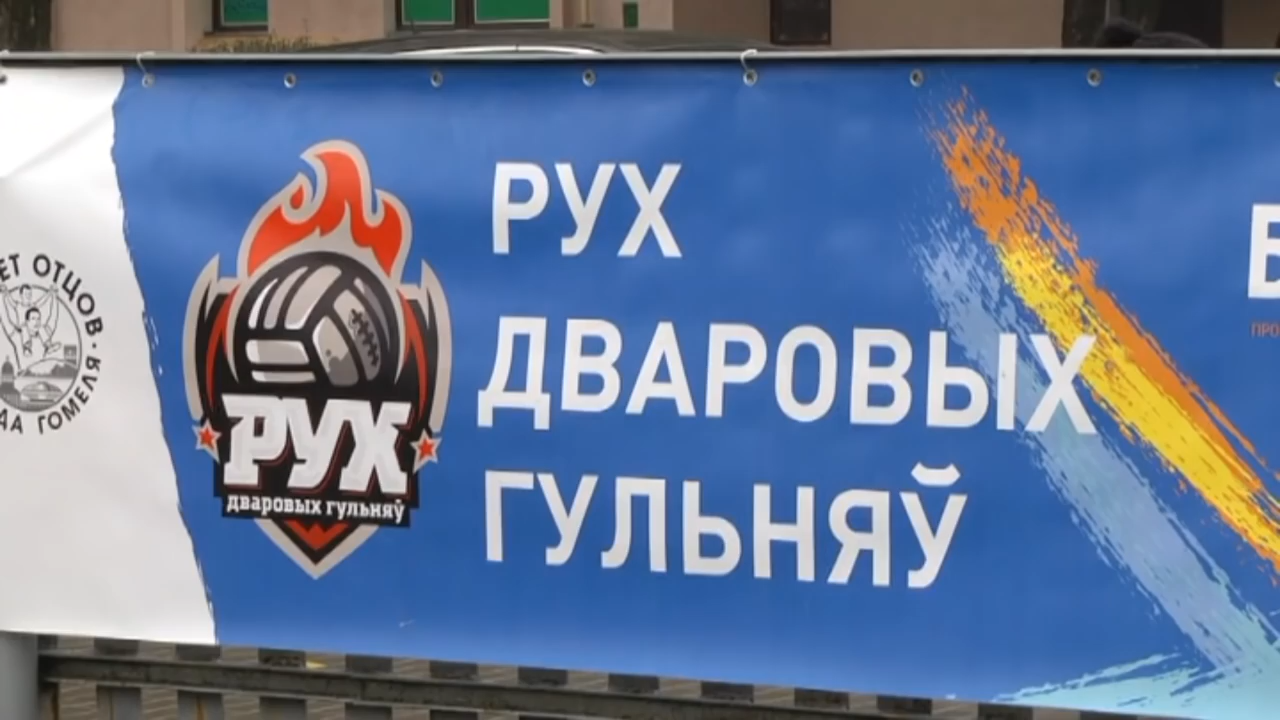 ОТЦОВ
ГОМЕЛЯ
РУХ
дваровых гульняў
РУХ
ДВАРОВЫХ
ГУЛЬНЯЎ